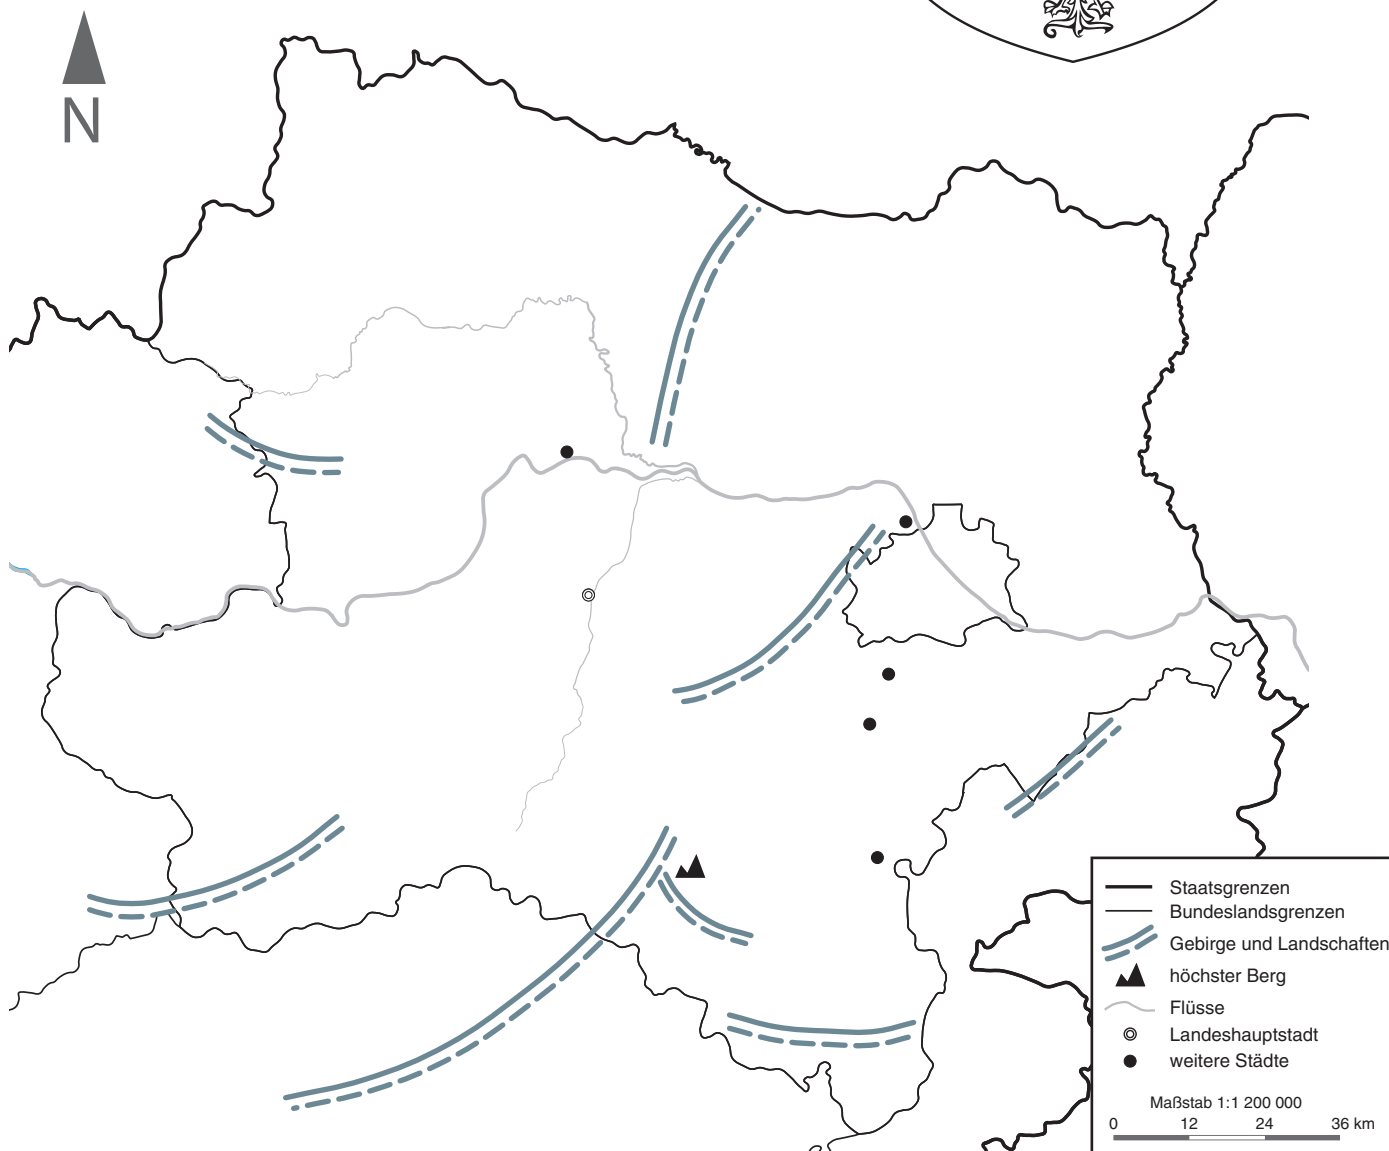 N
Staatsgrenzen
Bundeslandsgrenzen
Gebirge und Landschaften
höchster Berg
Flüsse
Landeshauptstadt
weitere Städte
Maßstab 1:1 200 000
0 12 24 36 km